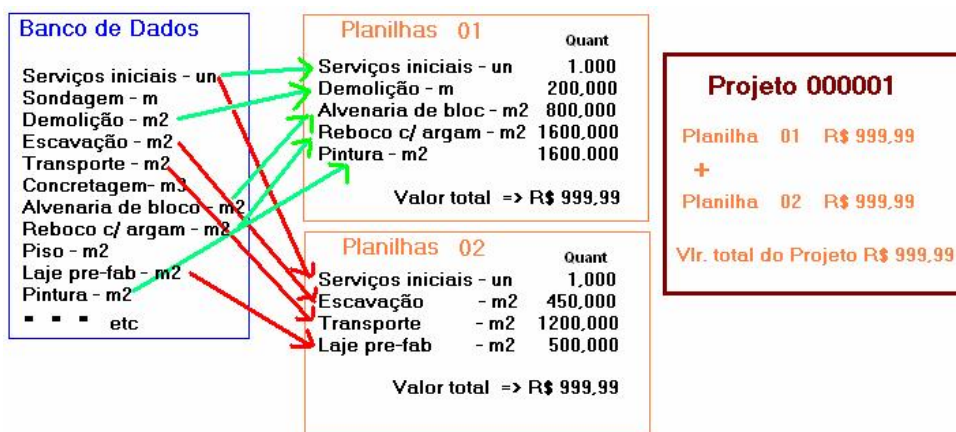 Banco de Dados
Serviços iniciais - un
Sondagem - m
Demolição - m2
Escavação - m2
Transporte - m2
Concretagem- m3
Alvenaria de bloco - m2
Reboco c/ argam - m2
Piso - m2
Laje pre-fab - m2
Pintura - m2
- - - etc
Planilhas 01
Quant
Serviços iniciais - un 1.000
Demolição - m 200,000
Alvenaria de bloc - m2 800,000
Reboco c/ argam - m2 1600,000
Pintura - m2 1600.000
Valor total => R$ 999,99
Planilhas 02
Quant
Serviços iniciais - un 1,000
Escavação - m2 450,000
Transporte - m2 1200,000
Laje pre-fab - m2 500,000
Valor total => R$ 999,99
Projeto 000001
Planilha 01 R$ 999,99
+
Planilha 02 R$ 999,99
Vlr. total do Projeto R$ 999,99